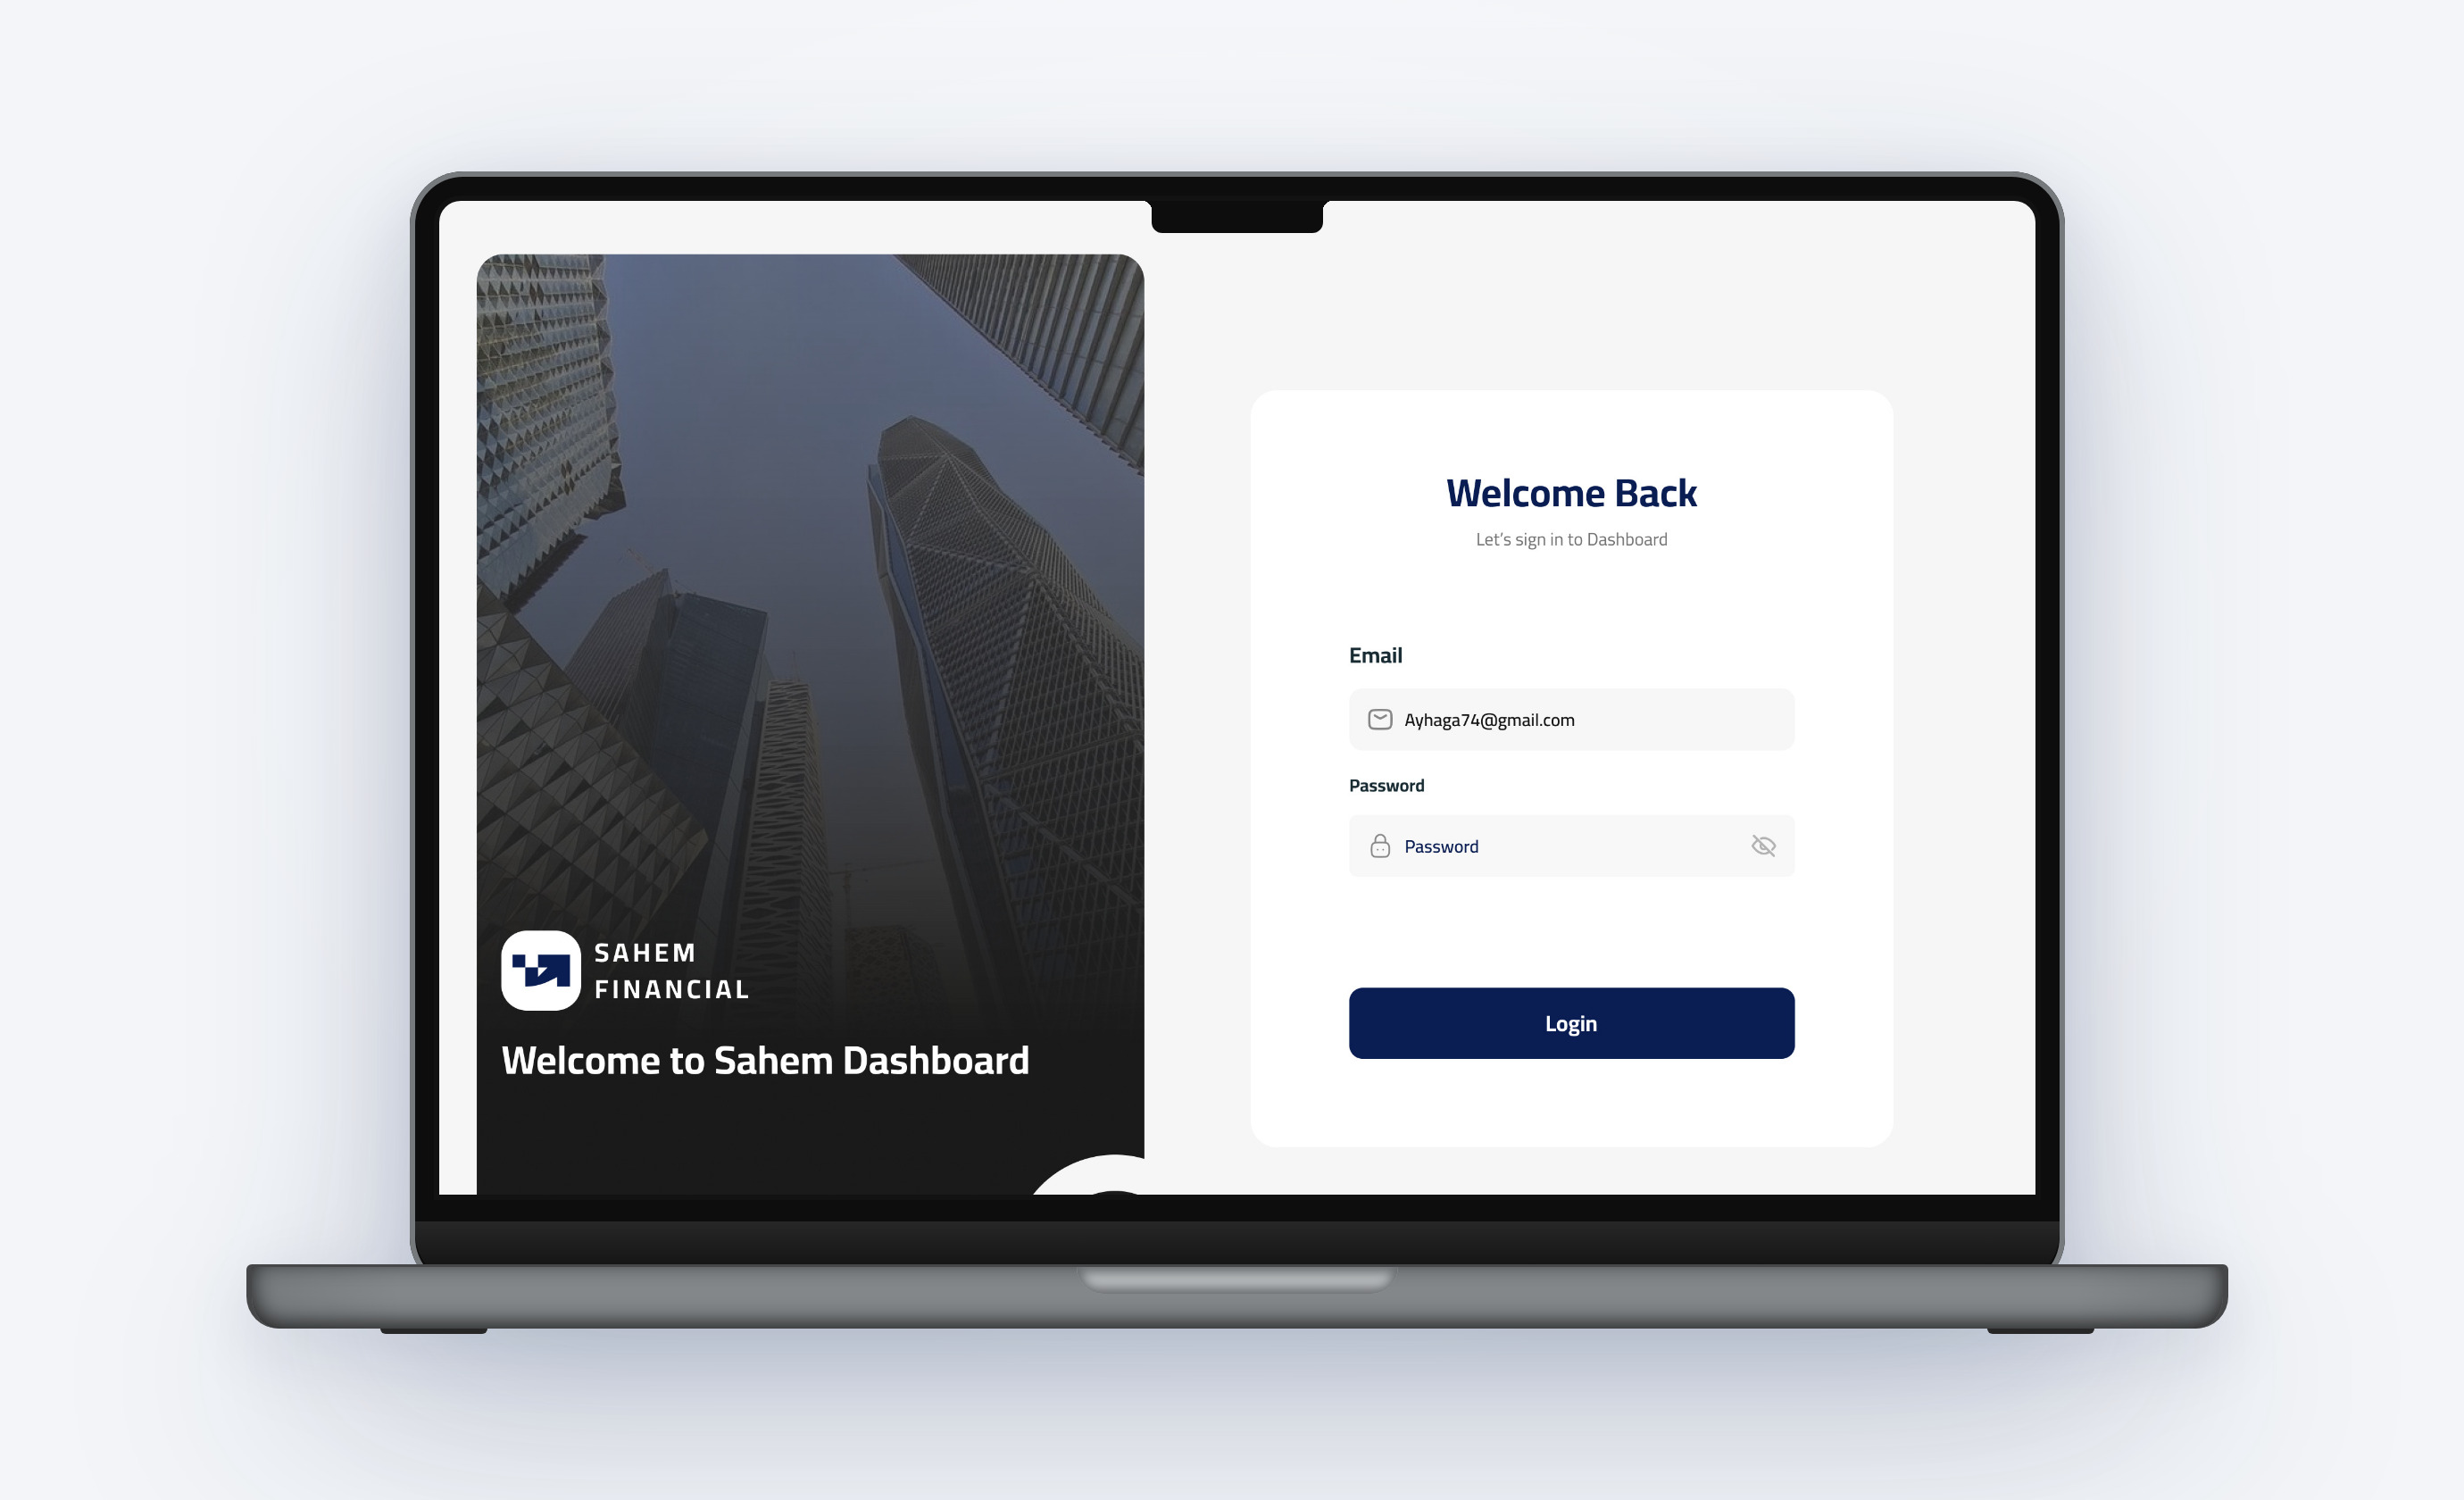 SAHEM
FINANCIAL
Welcome to Sahem Dashboard
Welcome Back
Let's sign in to Dashboard
Email
Ayhaga74@gmail.com
Password
Password
Login